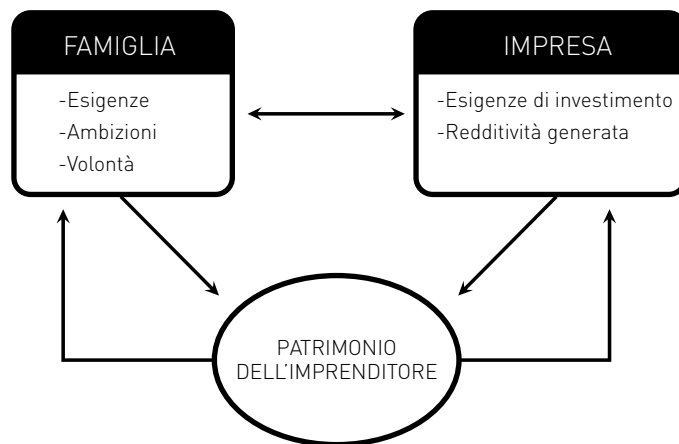 FAMIGLIA
-Esigenze
-Ambizioni
-Volontà
IMPRESA
-Esigenze di investimento
-Redditività generata
PATRIMONIO
DELL'IMPRENDITORE